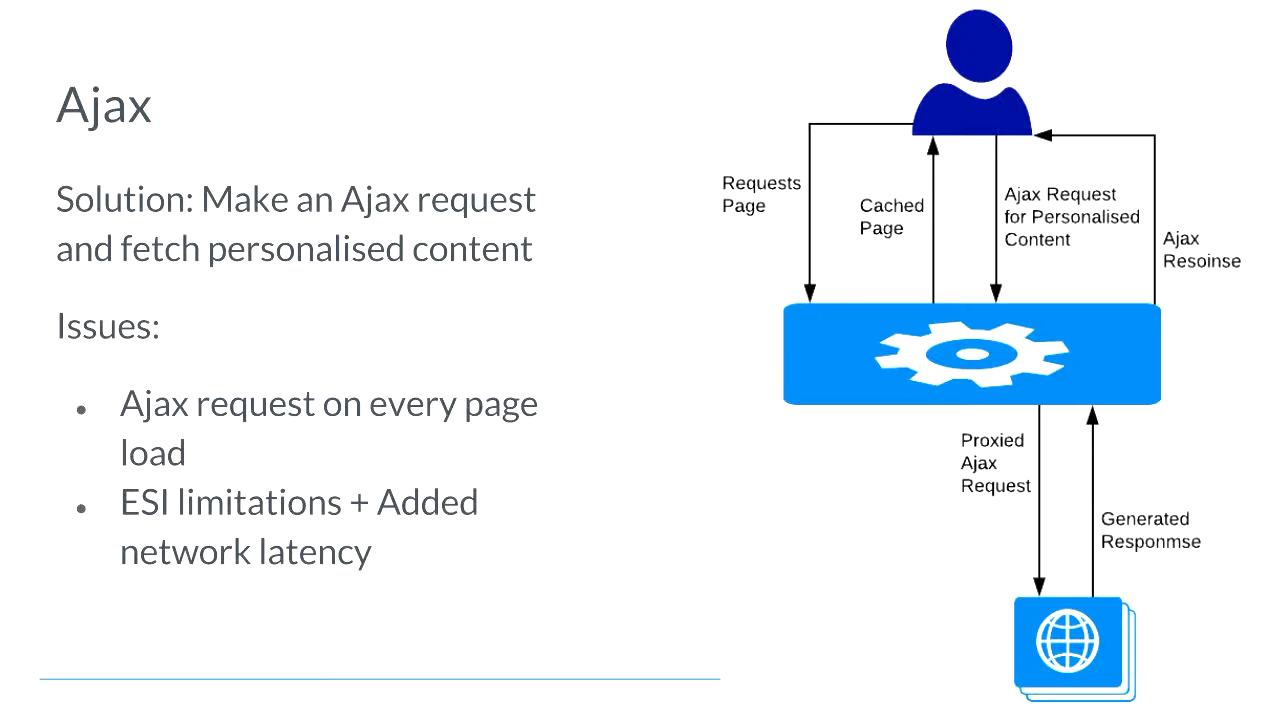 Ajax
Solution: Make an Ajax request
and fetch personalised content
Issues:
Ajax request on every page
load
ESI limitations + Added
network latency
Requests
Page
Cached
Page
Ajax Request
for Personalised
Content
Ajax
Resoinse
Proxied
Ajax
Request
Generated
Responmse